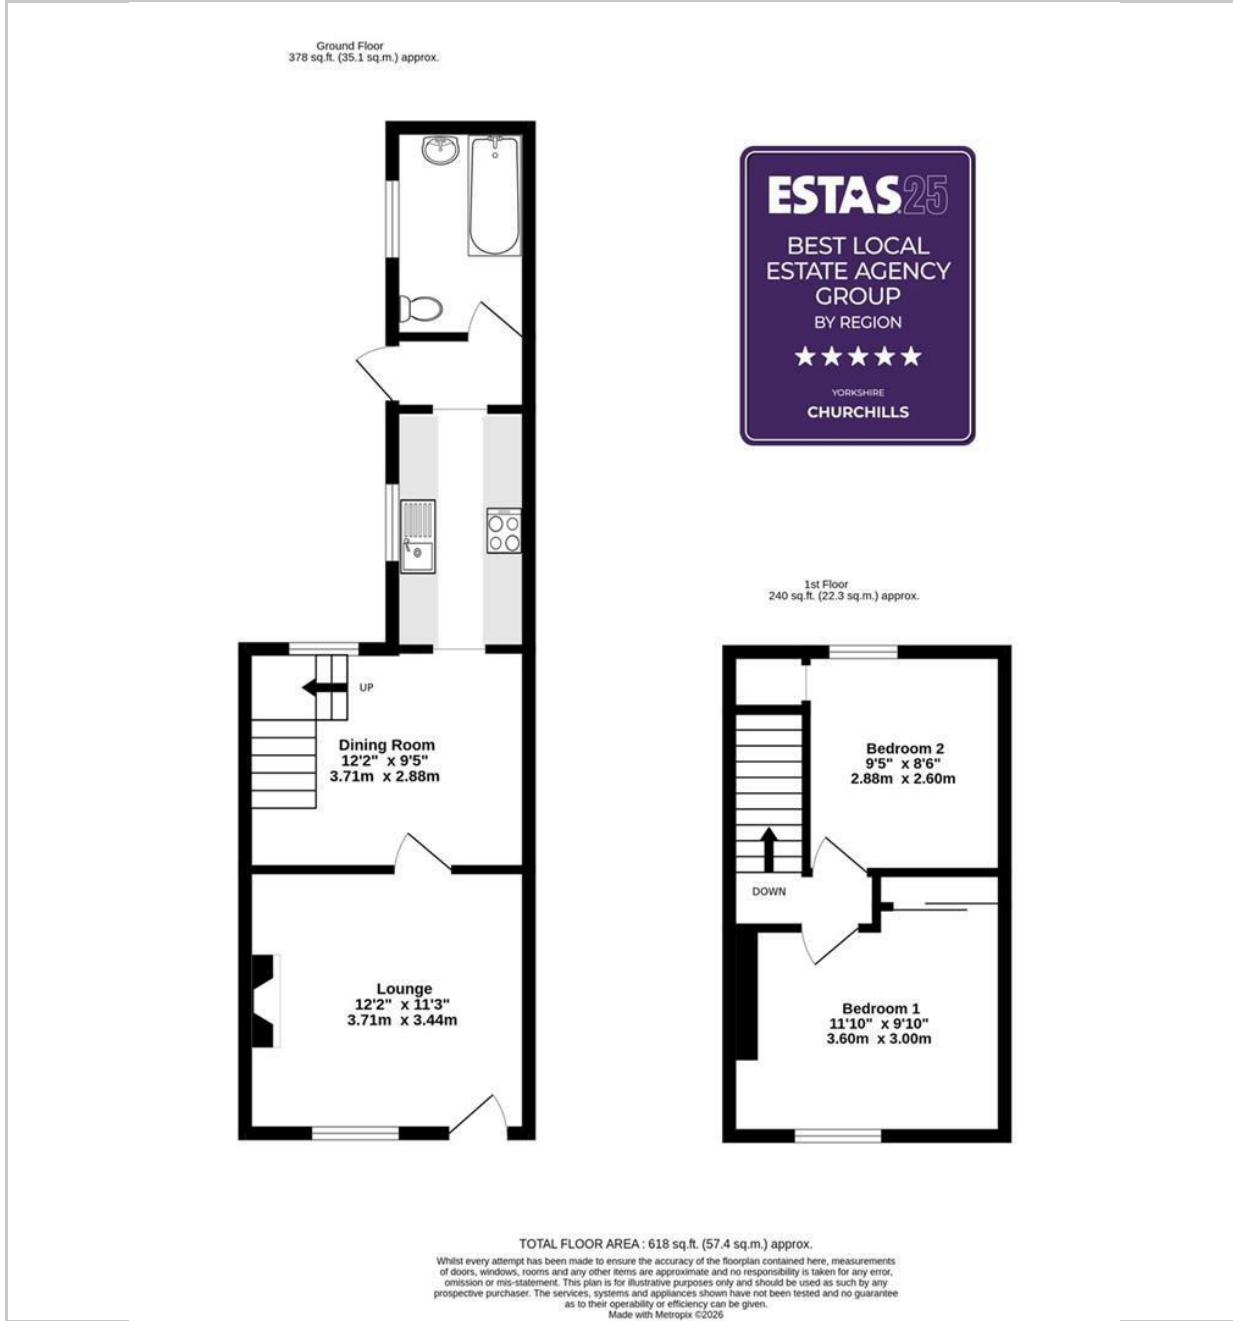 Ground Floor
378 sq.ft. (35.1 sq.m.) approx.
ESTAS.25
BEST LOCAL
ESTATE AGENCY
GROUP
BY REGION
YORKSHIRE
CHURCHILLS
UP
Dining Room
12'2" x 9'5"
3.71m x 2.88m
Lounge
12'2" x 11'3"
3.71m x 3.44m
1st Floor
240 sq.ft. (22.3 sq.m.) approx.
Bedroom 2
9'5" x 8'6"
2.88m x 2.60m
DOWN
Bedroom 1
11'10" x 9'10"
3.60m x 3.00m
TOTAL FLOOR AREA : 618 sq.ft. (57.4 sq.m.) approx.
Whilst every attempt has been made to ensure the accuracy of the floorplan contained here, measurements
of doors, windows, rooms and any other items are approximate and no responsibility is taken for any error,
omission or mis-statement. This plan is for illustrative purposes only and should be used as such by any
prospective purchaser. The services, systems and appliances shown have not been tested and no guarantee
as to their operability or efficiency can be given.
Made with Metropix ©2026